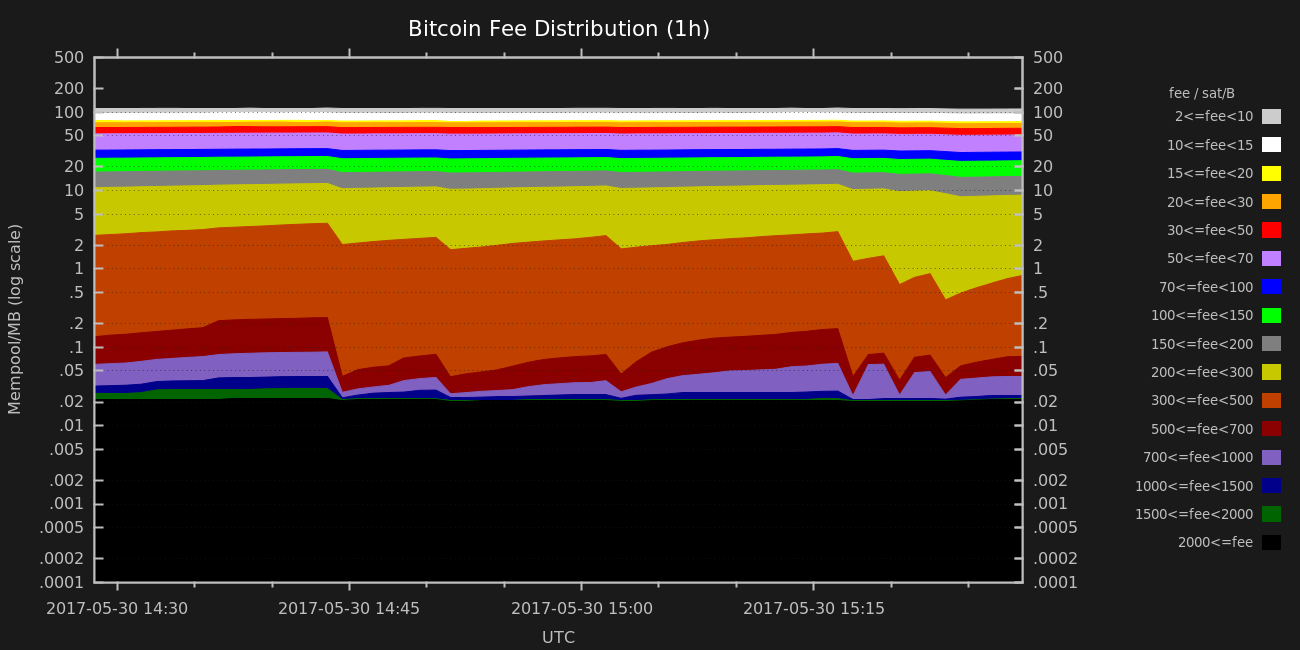 Bitcoin Fee Distribution (1h)
Mempool/MB (log scale)
500
200
100
50
20
10
5
2
1
.5
.2
.1
.05
.02
.01
.005
.002
.001
.0005
.0002
.0001
500
200
100
50
20
10
5
2
1
.5
.2
.1
.05
.02
.01
.005
.002
.001
.0005
.0002
.0001
2017-05-30 14:30
2017-05-30 14:45
2017-05-30 15:00
2017-05-30 15:15
UTC
fee / sat/B
2<=fee<10
10<=fee<15
15<=fee<20
20<=fee<30
30<=fee<50
50<=fee<70
70<=fee<100
100<=fee<150
150<=fee<200
200<=fee<300
300<=fee<500
500<=fee<700
700<=fee<1000
1000<=fee<1500
1500<=fee<2000
2000<=fee